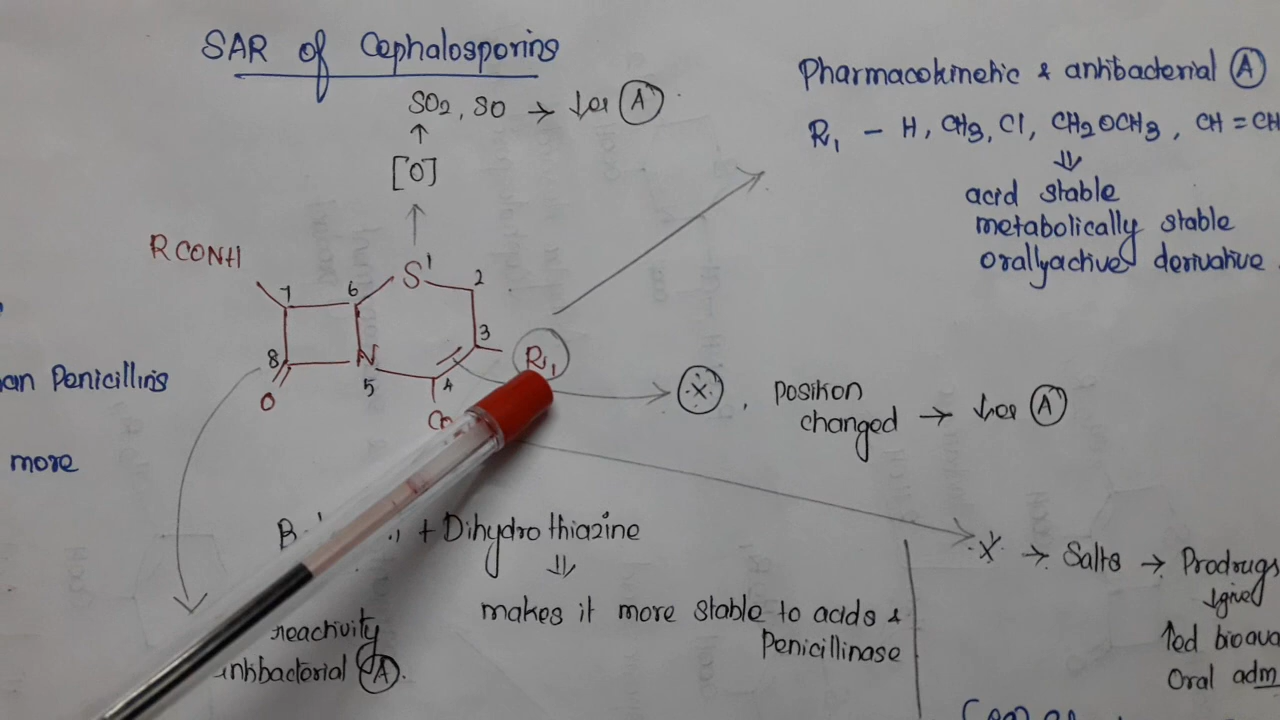 SAR of Cephalosporins
SO2, SO → ↓es Ⓐ
↑
[O]
↑
RCONH
7 6 S 1 2
3
8 N R1
O 5 4
Pharmacokinetic & antibacterial Ⓐ
R1 - H, CH3, Cl, CH2OCH3, CH=CH
⇓
acid stable
metabolically stable
orallyactive derivative
an Penicillins
more
X, Position
changed → ↓es Ⓐ
+ Dihydrothiazine
⇓
makes it more stable to acids &
Penicillinase
reactivity
Ⓐ.
X → Salts → Prodrugs
↑ed
Oral adm